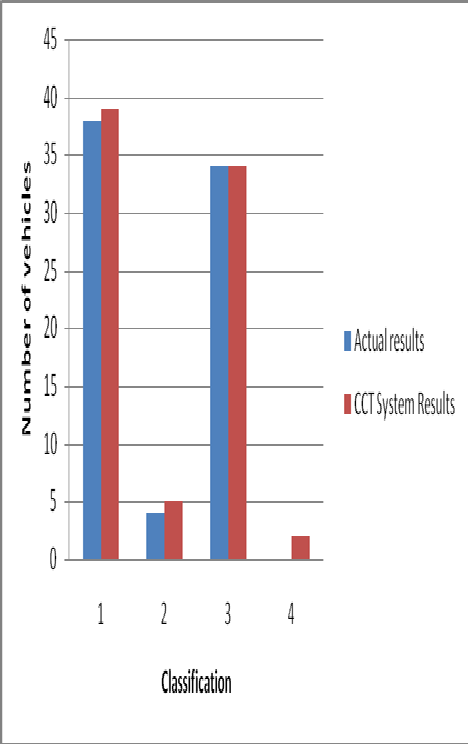 45
40
35
30
25
20
15
10
5
0
Number of vehicles
1 2 3 4
Classification
Actual results
CCT System Results